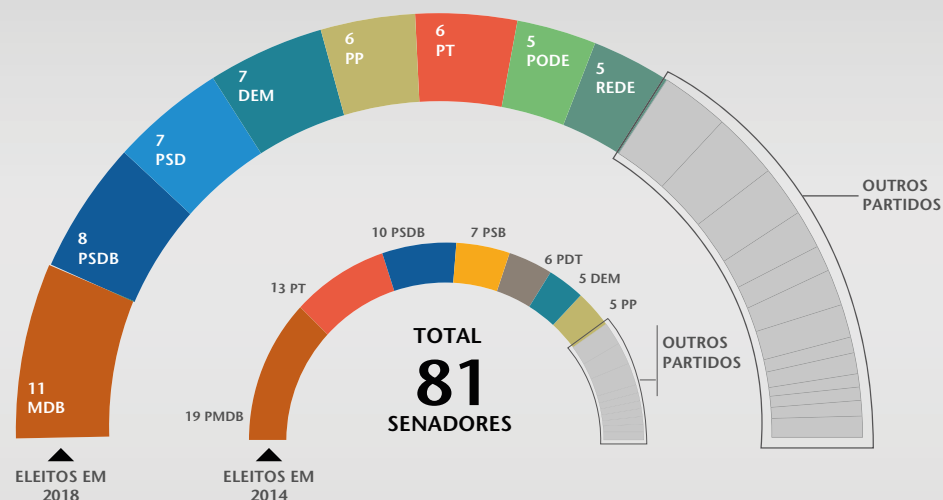 11
MDB
8
PSDB
7
PSD
7
DEM
6
PP
6
PT
5
PODE
5
REDE
OUTROS
PARTIDOS
ELEITOS EM
2018
19 PMDB
13 PT
10 PSDB
7 PSB
6 PDT
5 DEM
5 PP
OUTROS
PARTIDOS
TOTAL
81
SENADORES
ELEITOS EM
2014